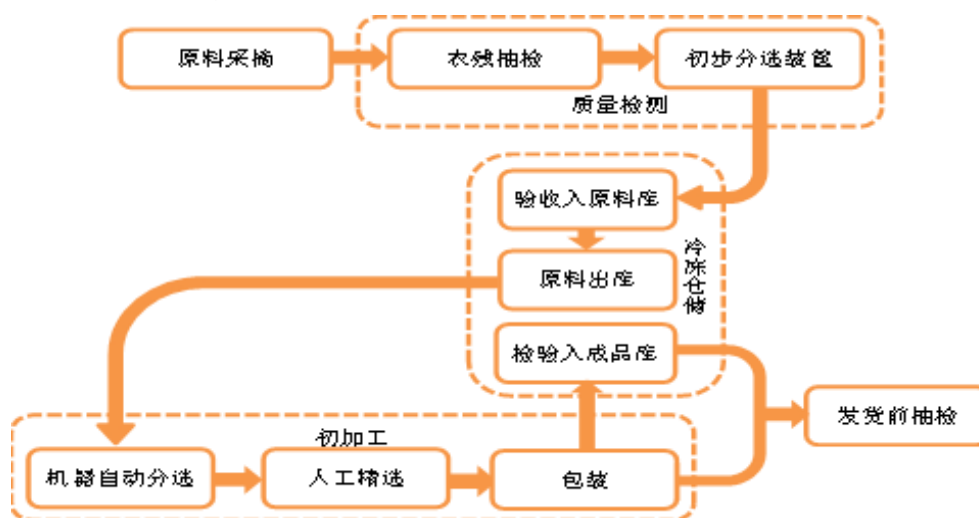 原料采摘
农残抽检
初步分选装筐
质量检测
验收入原料库
原料出库
检验入成品库
冷冻仓储
初加工
机器自动分选
人工精选
包装
发货前抽检